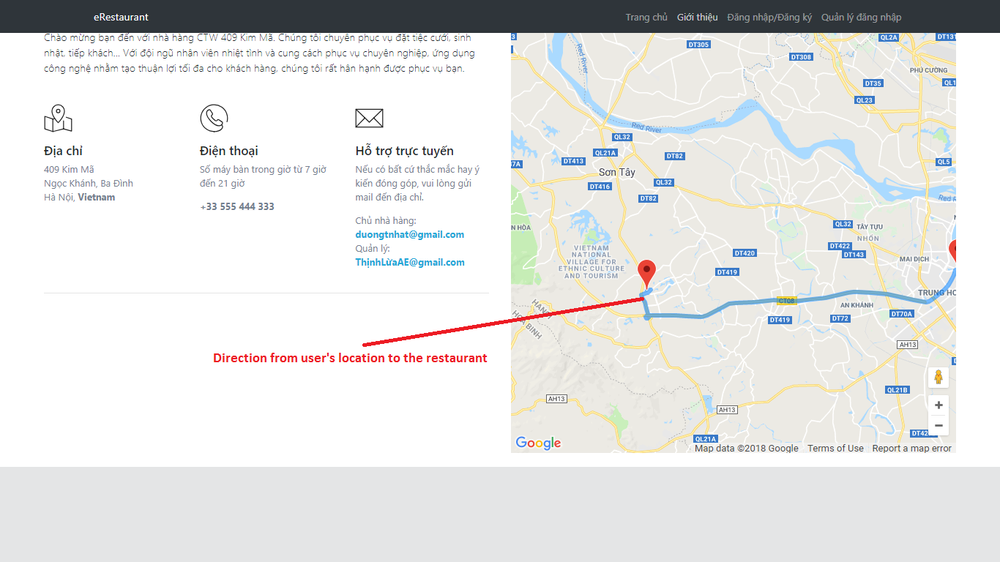 eRestaurant
Trang chủ Giới thiệu Đăng nhập/Đăng ký Quản lý đăng nhập
Chào mừng bạn đến với nhà hàng CTW 409 Kim Mã. Chúng tôi chuyên phục vụ đặt tiệc cưới, sinh
nhật, tiếp khách... Với đội ngũ nhân viên nhiệt tình và cung cách phục vụ chuyên nghiệp, ứng dụng
công nghệ nhằm tạo thuận lợi tối đa cho khách hàng, chúng tôi rất hân hạnh được phục vụ bạn.
Địa chỉ
409 Kim Mã
Ngọc Khánh, Ba Đình
Hà Nội, Vietnam
Điện thoại
Số máy bàn trong giờ từ 7 giờ
đến 21 giờ
+33 555 444 333
Hỗ trợ trực tuyến
Nếu có bất cứ thắc mắc hay ý
kiến đóng góp, vui lòng gửi
mail đến địa chỉ.
Chủ nhà hàng:
duongtnhat@gmail.com
Quản lý:
ThịnhLừaAE@gmail.com
Direction from user's location to the restaurant
DT305
QL2A
DT131
DT308
Red River
PHÚ CƯỜNG
DT35
QL1
QL23
Red River
QL32
QL21A
DT82
DT413
QL5
7A
Sơn Tây
QL32
DT416
DT82
Red R
N HÒA
QL32
TÂY TỰU
NHỔN
VIETNAM
NATIONAL
VILLAGE FOR
ETHNIC CULTURE
AND TOURISM
DT422
DT143
DT420
MAI DỊCH
DT419
TRUNG HO
CT08
AN KHÁNH
HANOI
HOA BINH
DT419
DT72
DT70A
AH13
QL21B
AH13
AH13
QL21A
DT42
Google
Map data ©2018 Google Terms of Use Report a map error